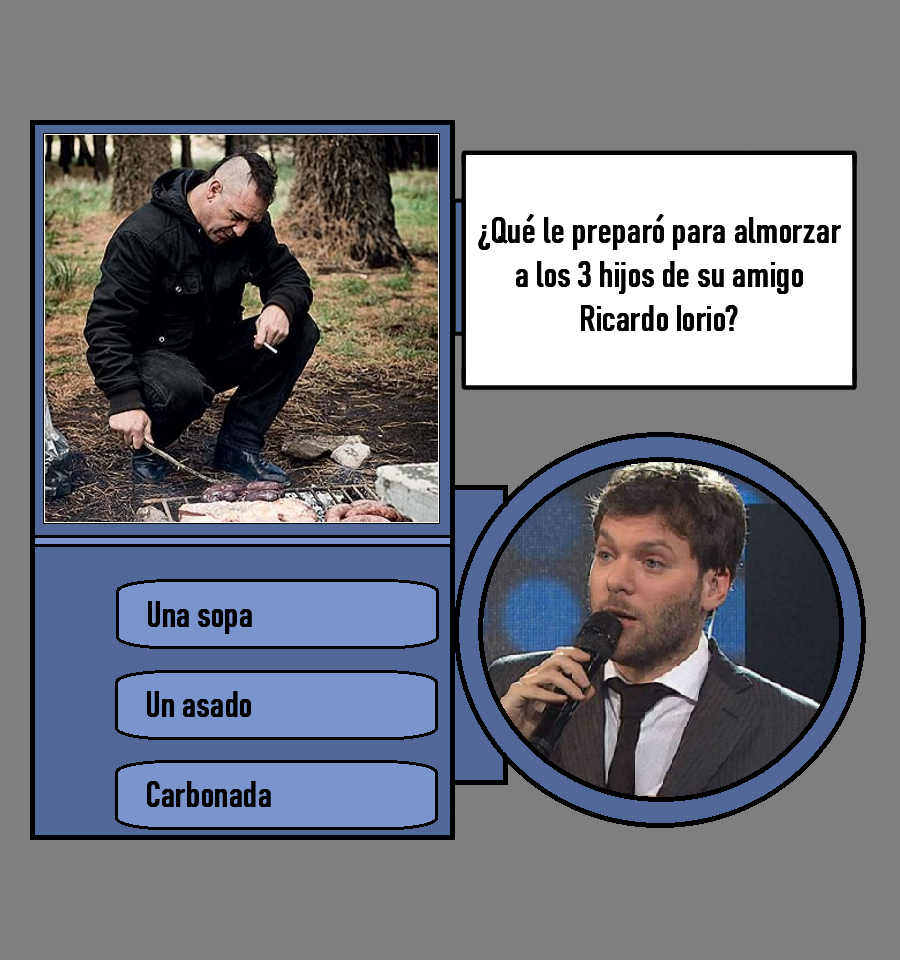 ¿Qué le preparó para almorzar
a los 3 hijos de su amigo
Ricardo Iorio?
Una sopa
Un asado
Carbonada